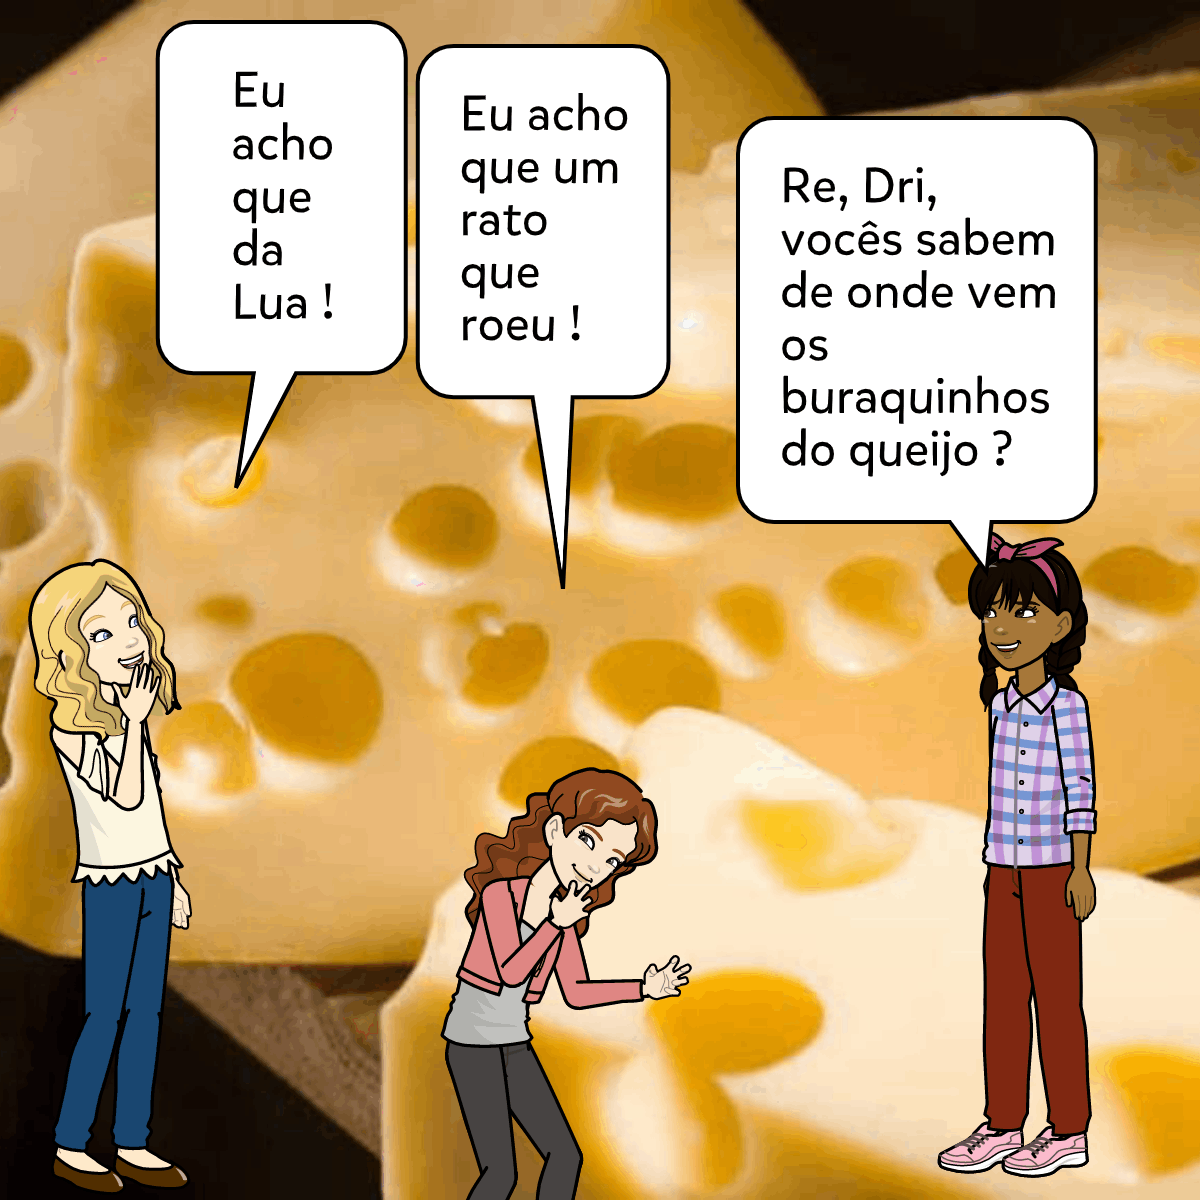 Eu
acho
que
da
Lua !
Eu acho
que um
rato
que
roeu !
Re, Dri,
vocês sabem
de onde vem
os
buraquinhos
do queijo ?